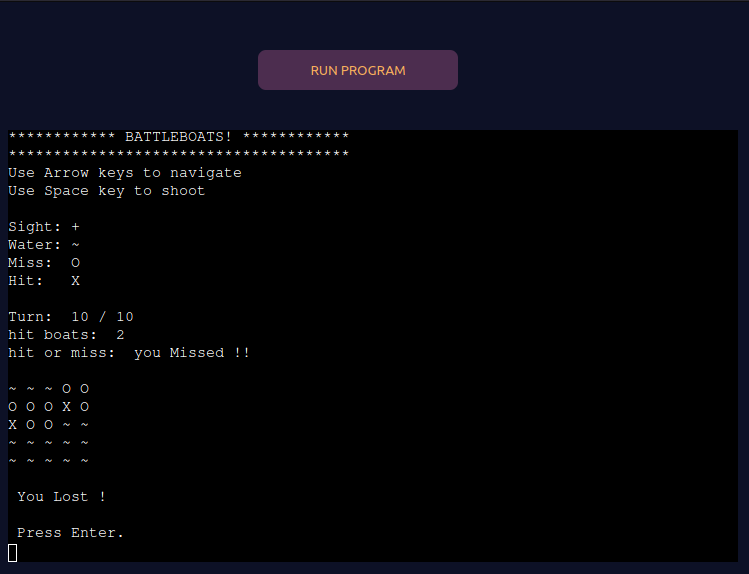 RUN PROGRAM
************ BATTLEBOATS! ************
**************************************
Use Arrow keys to navigate
Use Space key to shoot
Sight: +
Water: ~
Miss:  O
Hit:   X
Turn:  10 / 10
hit boats:  2
hit or miss:  you Missed !!
~ ~ ~ O O
O O O X O
X O O ~ ~
~ ~ ~ ~ ~
~ ~ ~ ~ ~
You Lost !
Press Enter.